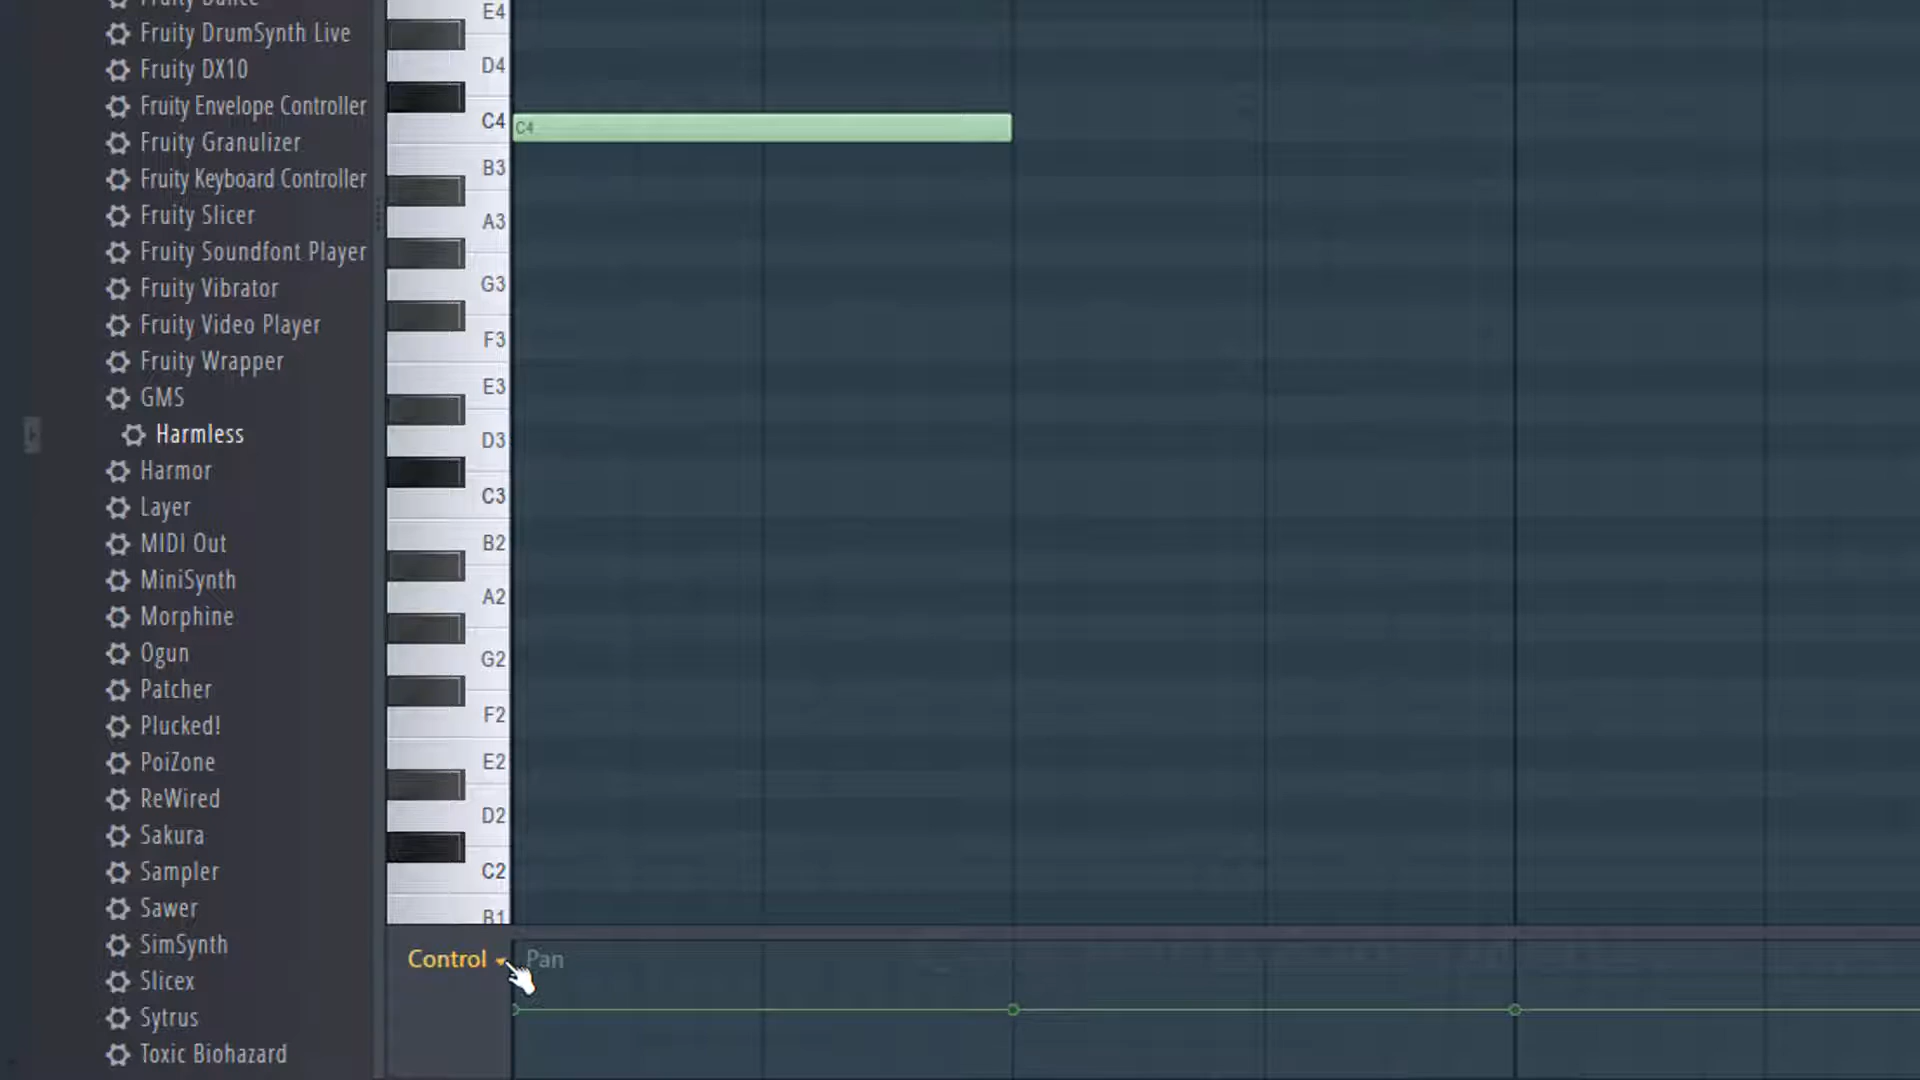 Fruity Dance
Fruity DrumSynth Live
Fruity DX10
Fruity Envelope Controller
Fruity Granulizer
Fruity Keyboard Controller
Fruity Slicer
Fruity Soundfont Player
Fruity Vibrator
Fruity Video Player
Fruity Wrapper
GMS
Harmless
Harmor
Layer
MIDI Out
MiniSynth
Morphine
Ogun
Patcher
Plucked!
PoiZone
ReWired
Sakura
Sampler
Sawer
SimSynth
Slicex
Sytrus
Toxic Biohazard
E4
D4
C4
C4
B3
A3
G3
F3
E3
D3
C3
B2
A2
G2
F2
E2
D2
C2
B1
Control
Pan